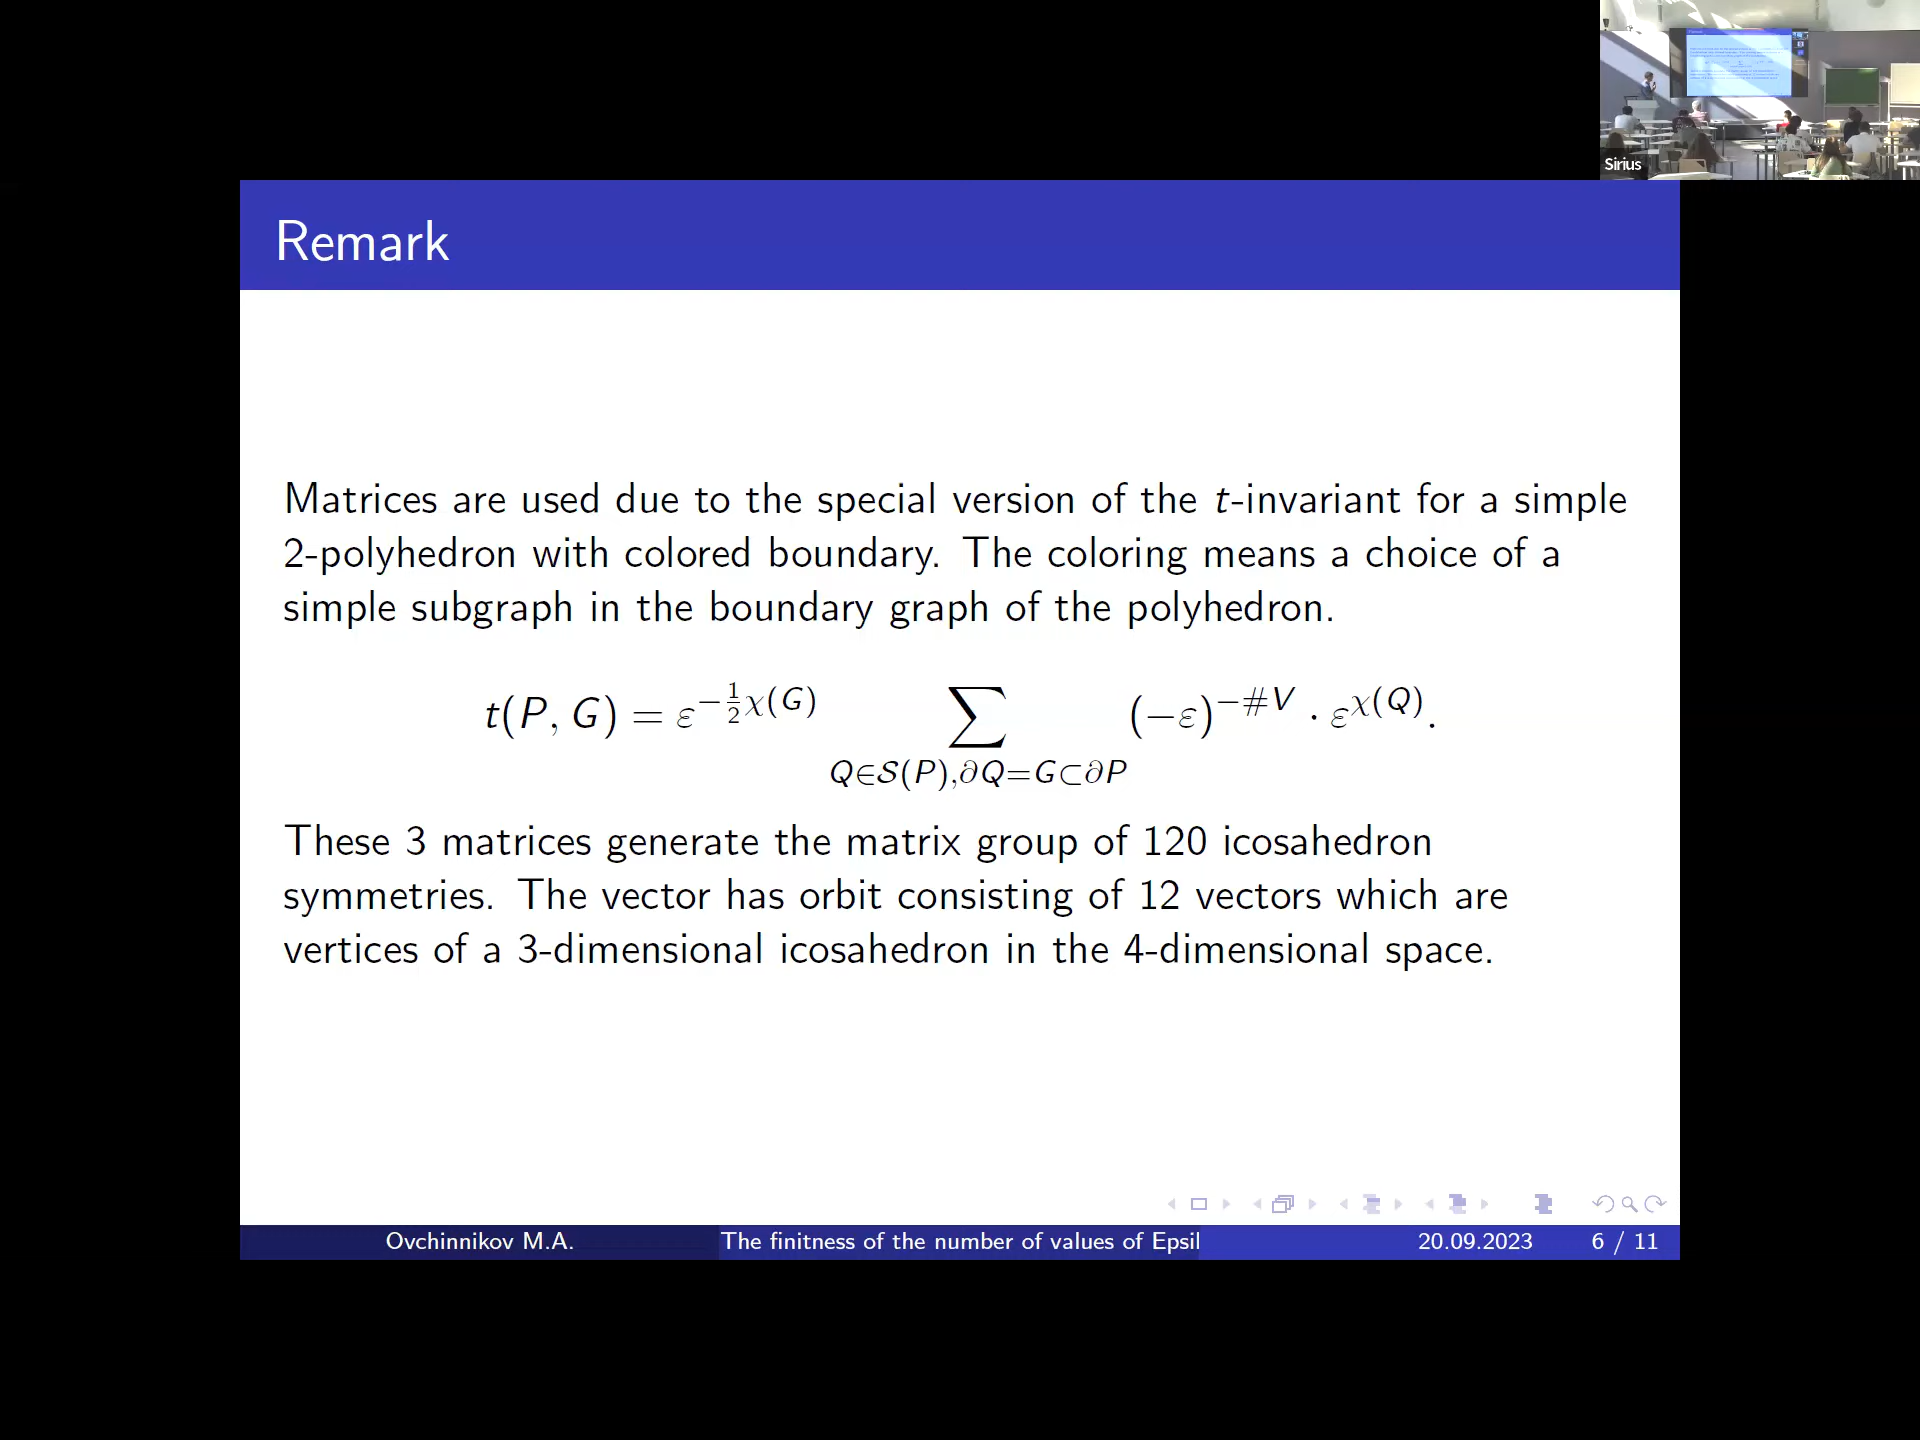 Sirius
Remark
Matrices are used due to the special version of the t-invariant for a simple
2-polyhedron with colored boundary. The coloring means a choice of a
simple subgraph in the boundary graph of the polyhedron.
t(P, G) = ε^{-\frac{1}{2}χ(G)} ∑_{Q∈𝒮(P),∂Q=G⊂∂P} (−ε)^{−#V} · ε^{χ(Q)}.
These 3 matrices generate the matrix group of 120 icosahedron
symmetries. The vector has orbit consisting of 12 vectors which are
vertices of a 3-dimensional icosahedron in the 4-dimensional space.
Ovchinnikov M.A. The finitness of the number of values of Epsil 20.09.2023 6 / 11